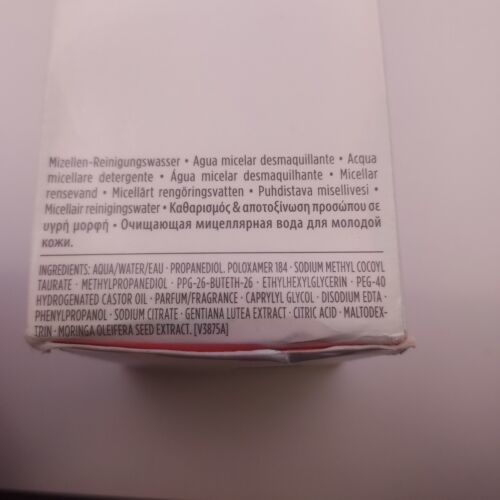 Mizellen-Reinigungswasser • Agua micelar desmaquillante • Acqua
micellare detergente • Água micelar desmaquilhante • Micellar
rensevand • Micellärt rengöringsvatten • Puhdistava misellivesi •
Micellair reinigingswater • Καθαρισμός & αποτοξίνωση προσώπου σε
υγρή μορφή • Очищающая мицеллярная вода для молодой
кожи.
INGREDIENTS: AQUA/WATER/EAU · PROPANEDIOL. POLOXAMER 184 · SODIUM METHYL COCOYL
TAURATE · METHYLPROPANEDIOL · PPG-26-BUTETH-26 · ETHYLHEXYLGLYCERIN · PEG-40
HYDROGENATED CASTOR OIL · PARFUM/FRAGRANCE · CAPRYLYL GLYCOL · DISODIUM EDTA ·
PHENYLPROPANOL · SODIUM CITRATE · GENTIANA LUTEA EXTRACT · CITRIC ACID · MALTODEX-
TRIN · MORINGA OLEIFERA SEED EXTRACT. [V3875A]